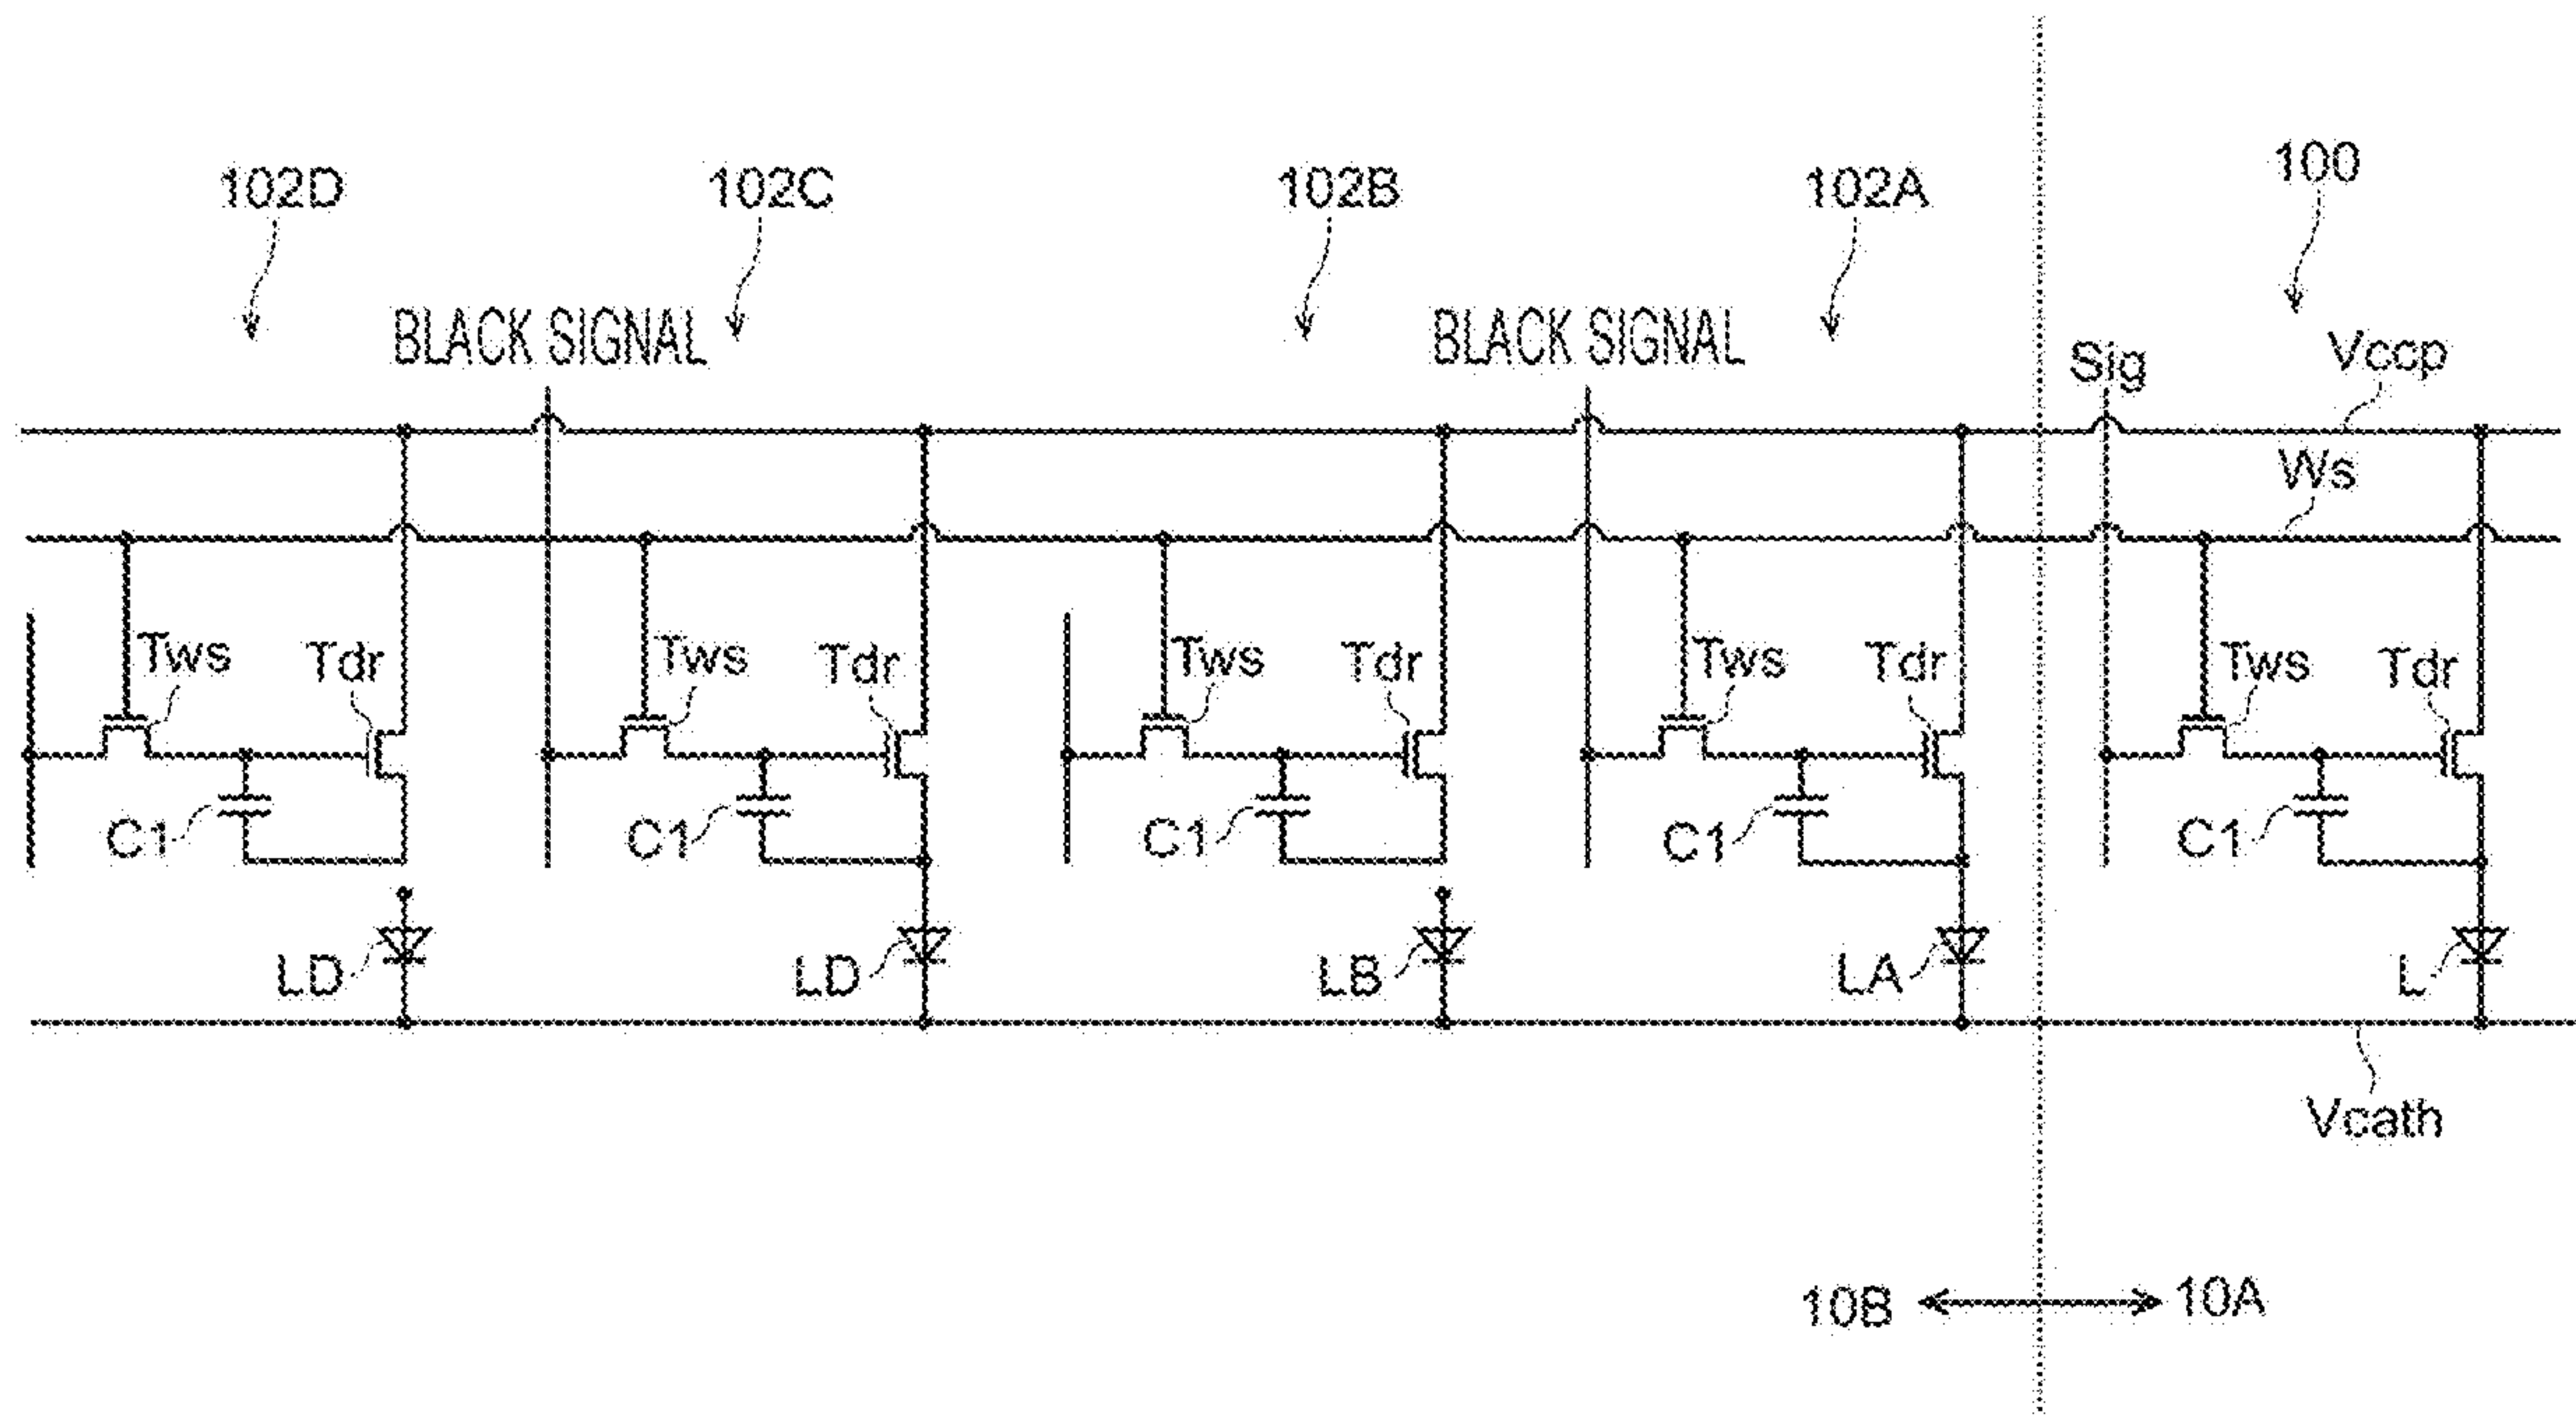 102D 102C 102B 102A 100
BLACK SIGNAL BLACK SIGNAL Sig Vccp
Ws
Tws Tdr Tws Tdr Tws Tdr Tws Tdr Tws Tdr
C1 C1 C1 C1 C1
LD LD LB LA L
Vcath
10B 10A